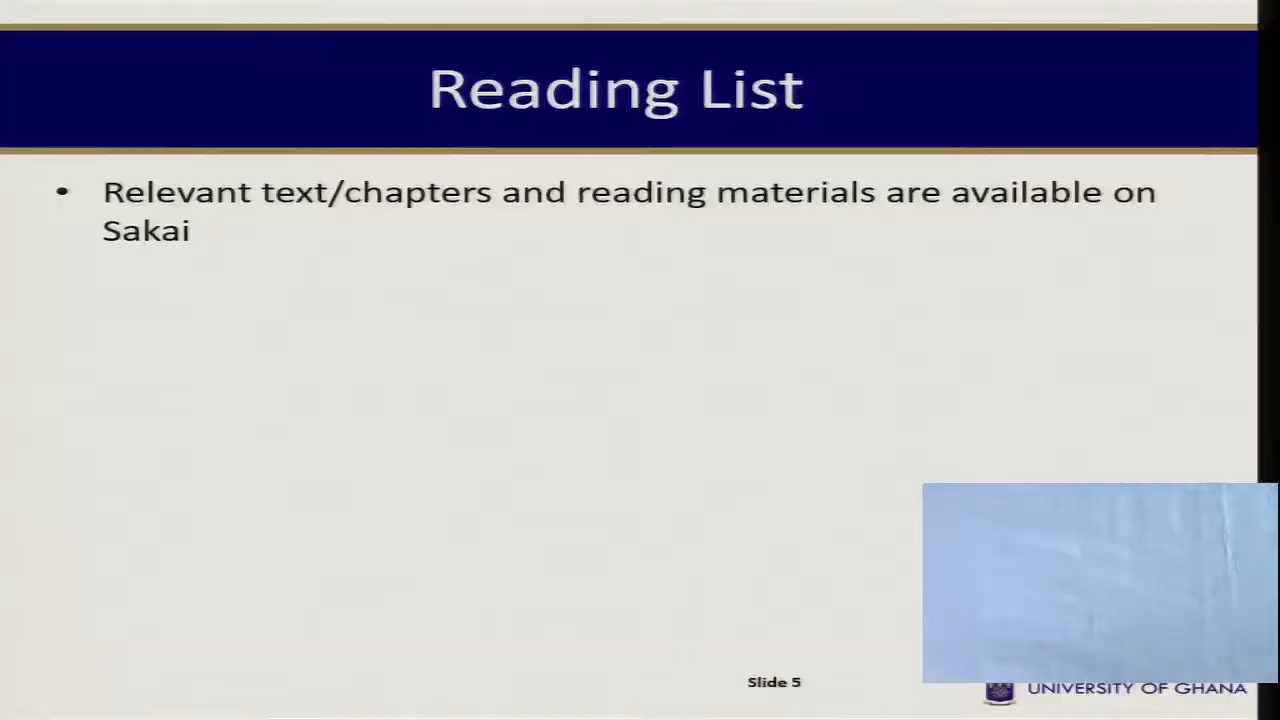 Reading List
• Relevant text/chapters and reading materials are available on
Sakai
Slide 5
UNIVERSITY OF GHANA